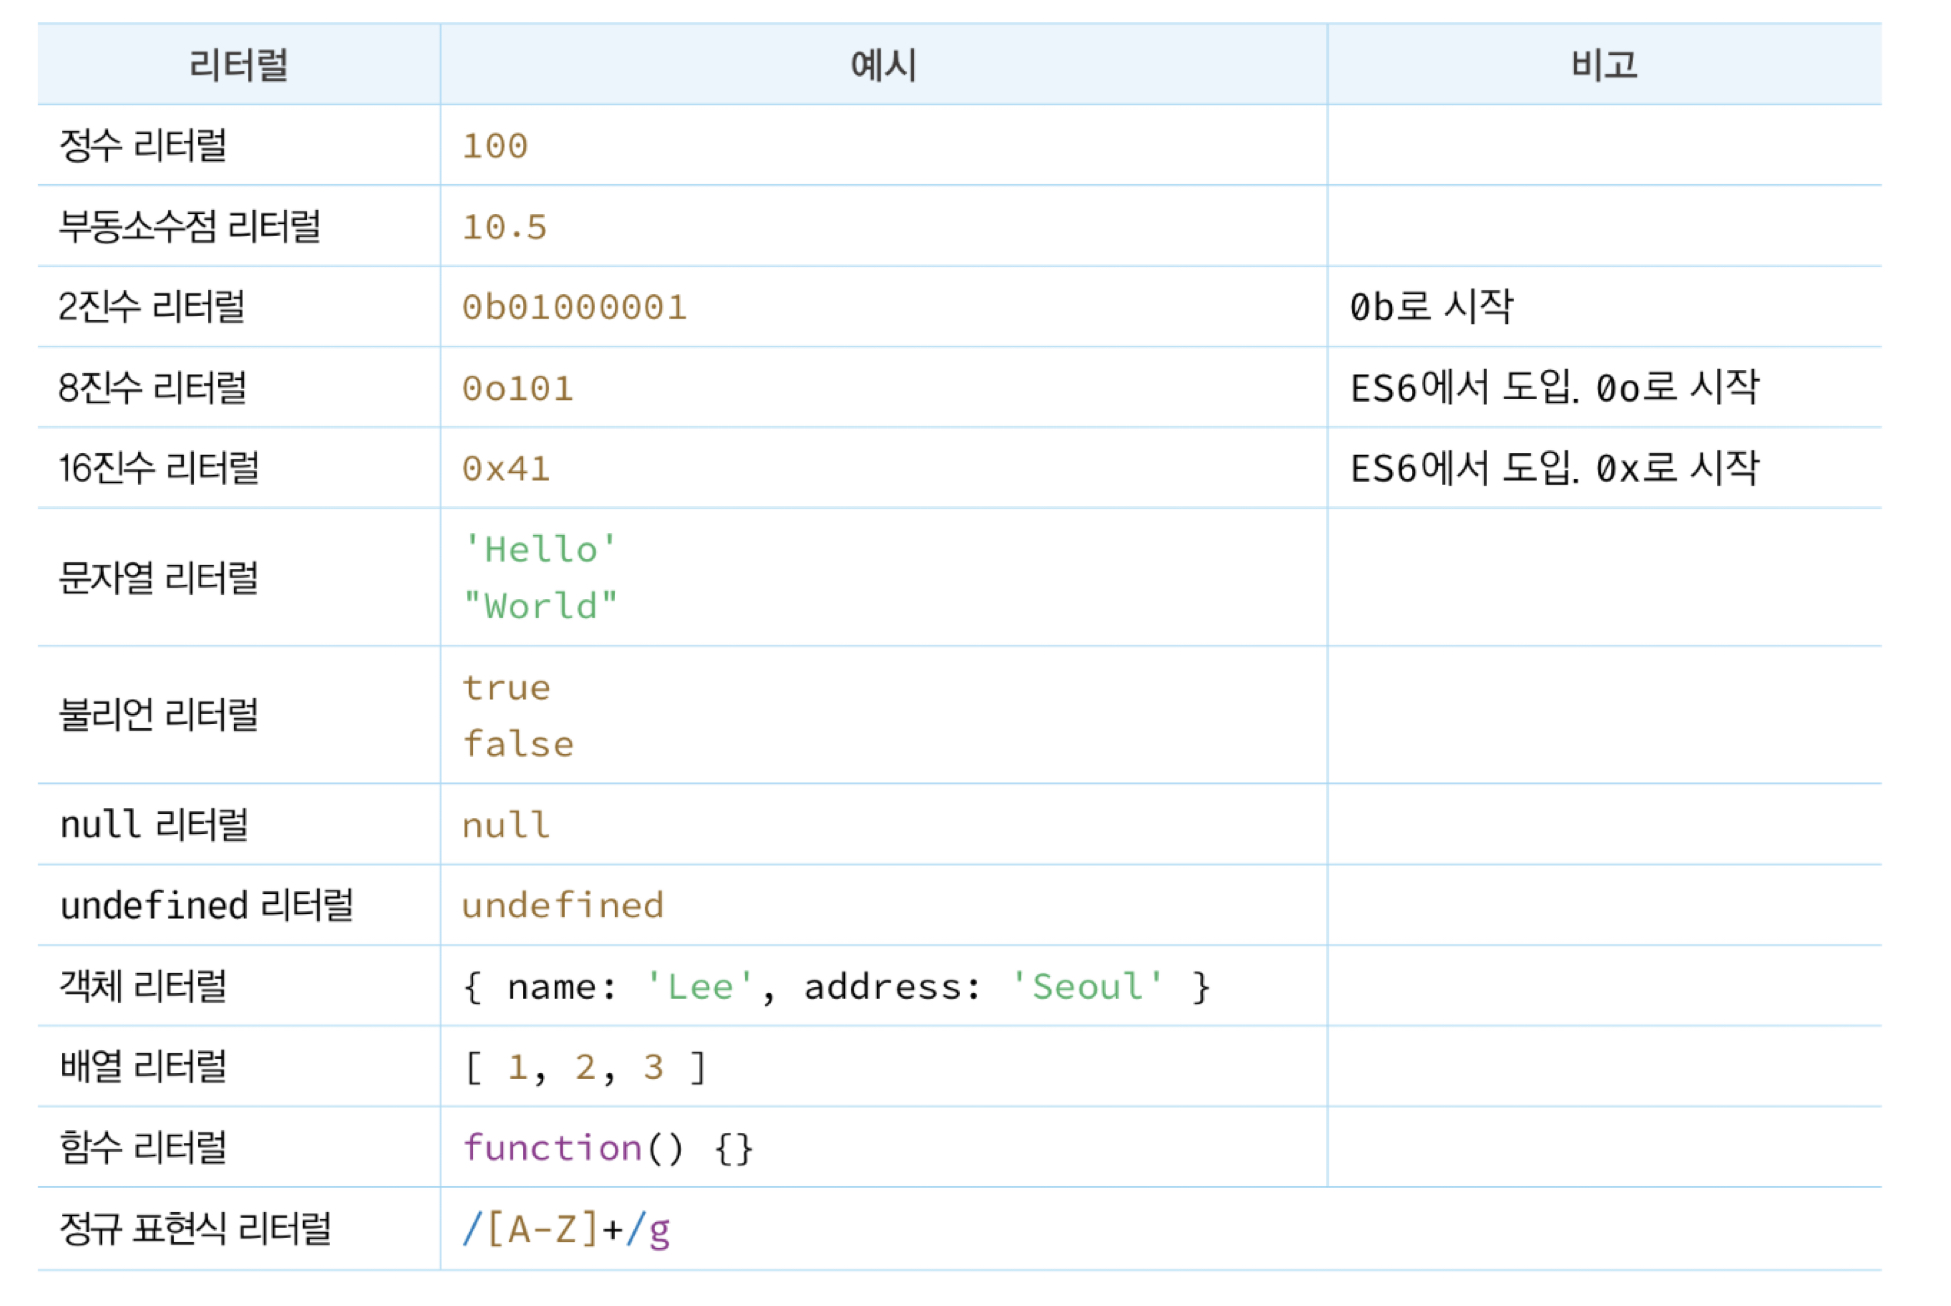 리터럴 예시 비고
정수 리터럴 100
부동소수점 리터럴 10.5
2진수 리터럴 0b01000001 0b로 시작
8진수 리터럴 0o101 ES6에서 도입. 0o로 시작
16진수 리터럴 0x41 ES6에서 도입. 0x로 시작
문자열 리터럴 'Hello'
"World"
불리언 리터럴 true
false
null 리터럴 null
undefined 리터럴 undefined
객체 리터럴 { name: 'Lee', address: 'Seoul' }
배열 리터럴 [ 1, 2, 3 ]
함수 리터럴 function() {}
정규 표현식 리터럴 /[A-Z]+/g